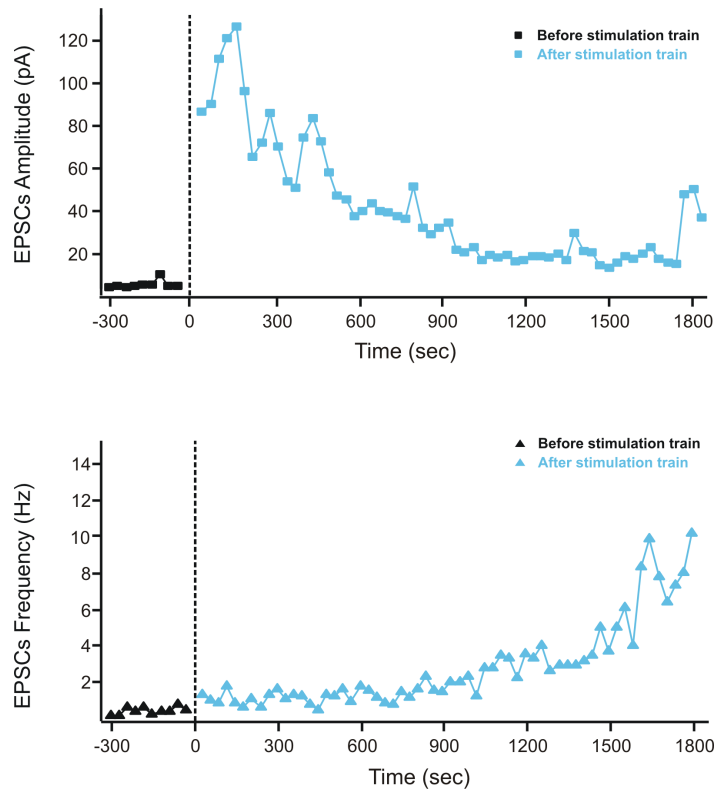 EPSCs Amplitude (pA)
120
100
80
60
40
20
Before stimulation train
After stimulation train
-300 0 300 600 900 1200 1500 1800
Time (sec)
EPSCs Frequency (Hz)
14
12
10
8
6
4
2
Before stimulation train
After stimulation train
-300 0 300 600 900 1200 1500 1800
Time (sec)